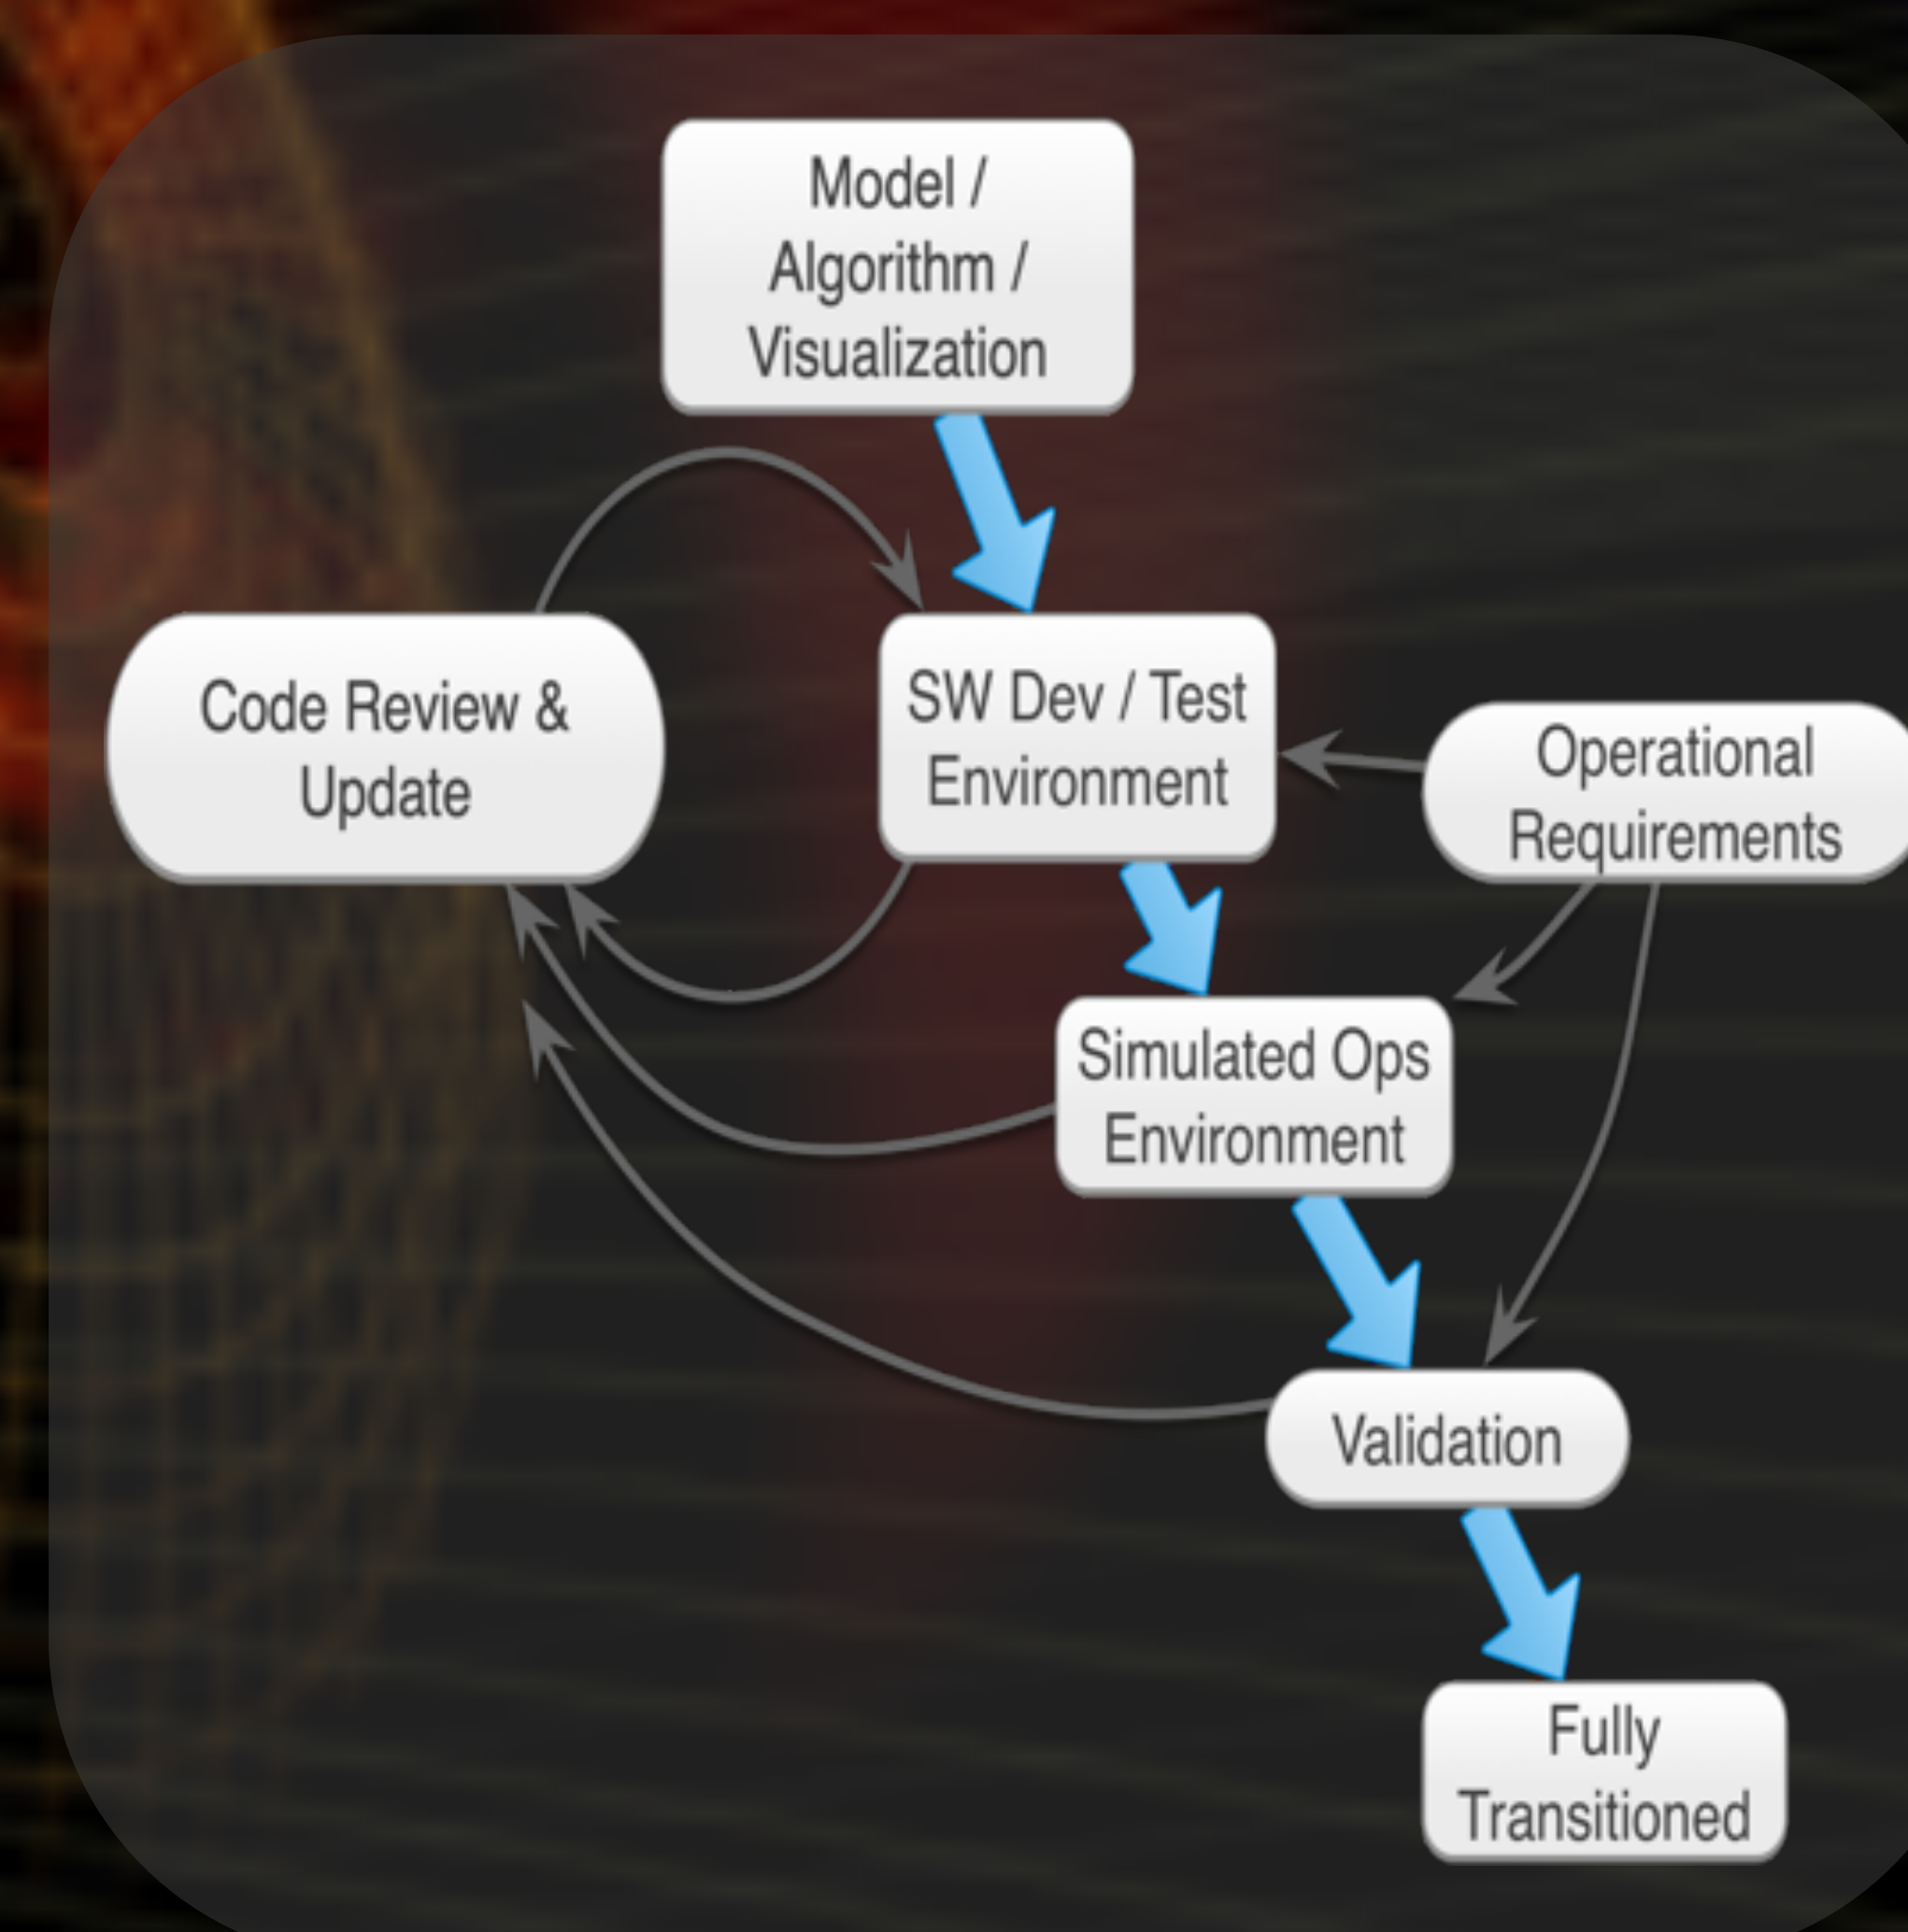 Model /
Algorithm /
Visualization
Code Review &
Update
SW Dev / Test
Environment
Operational
Requirements
Simulated Ops
Environment
Validation
Fully
Transitioned